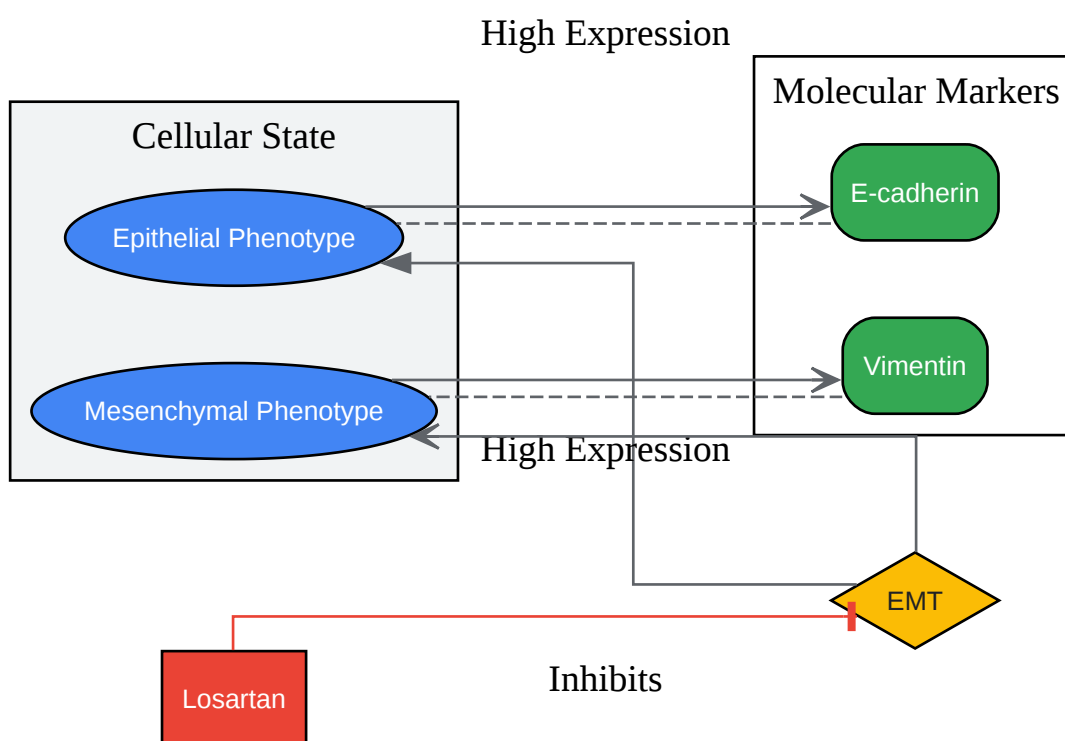 High Expression
Molecular Markers
Cellular State
E-cadherin
Epithelial Phenotype
Vimentin
Mesenchymal Phenotype
High Expression
EMT
Inhibits
Losartan